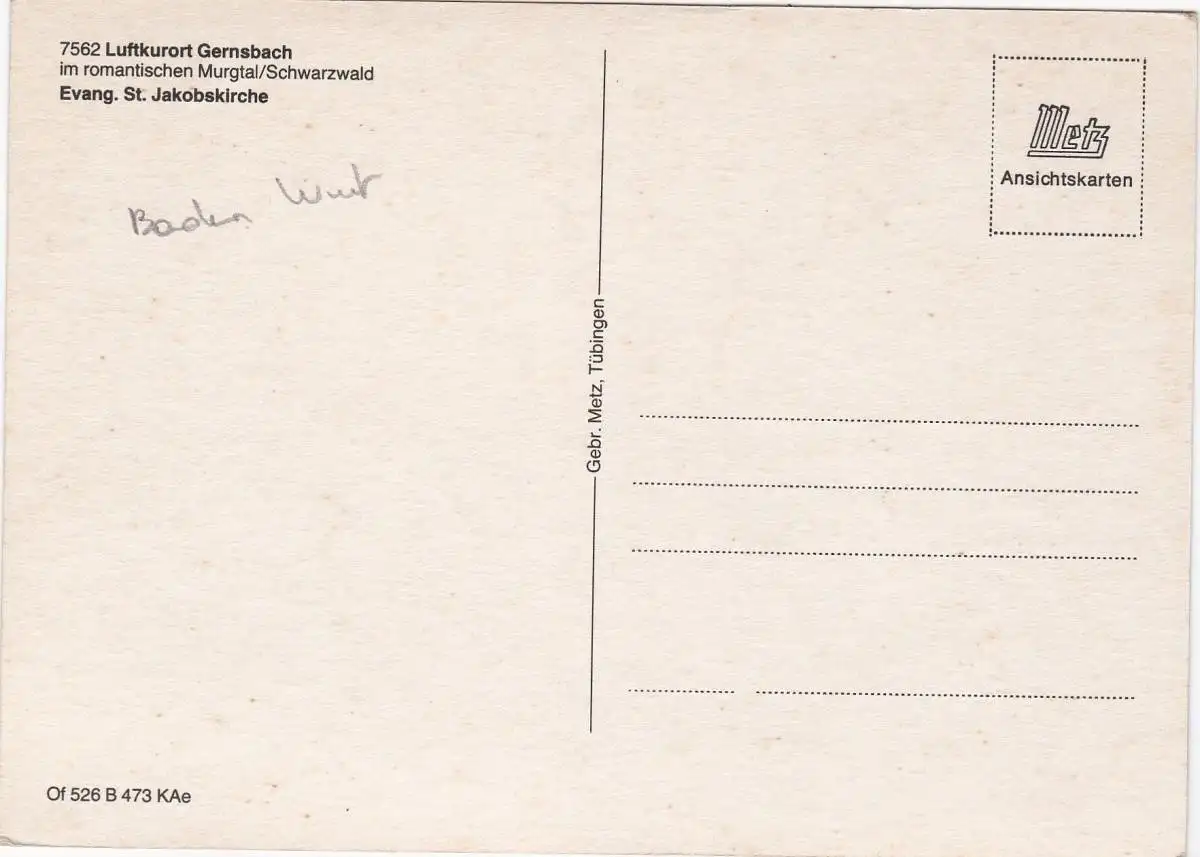 7562 Luftkurort Gernsbach
im romantischen Murgtal/Schwarzwald
Evang. St. Jakobskirche
Baden Wurt
Of 526 B 473 KAe
Gebr. Metz, Tübingen
Metz
Ansichtskarten